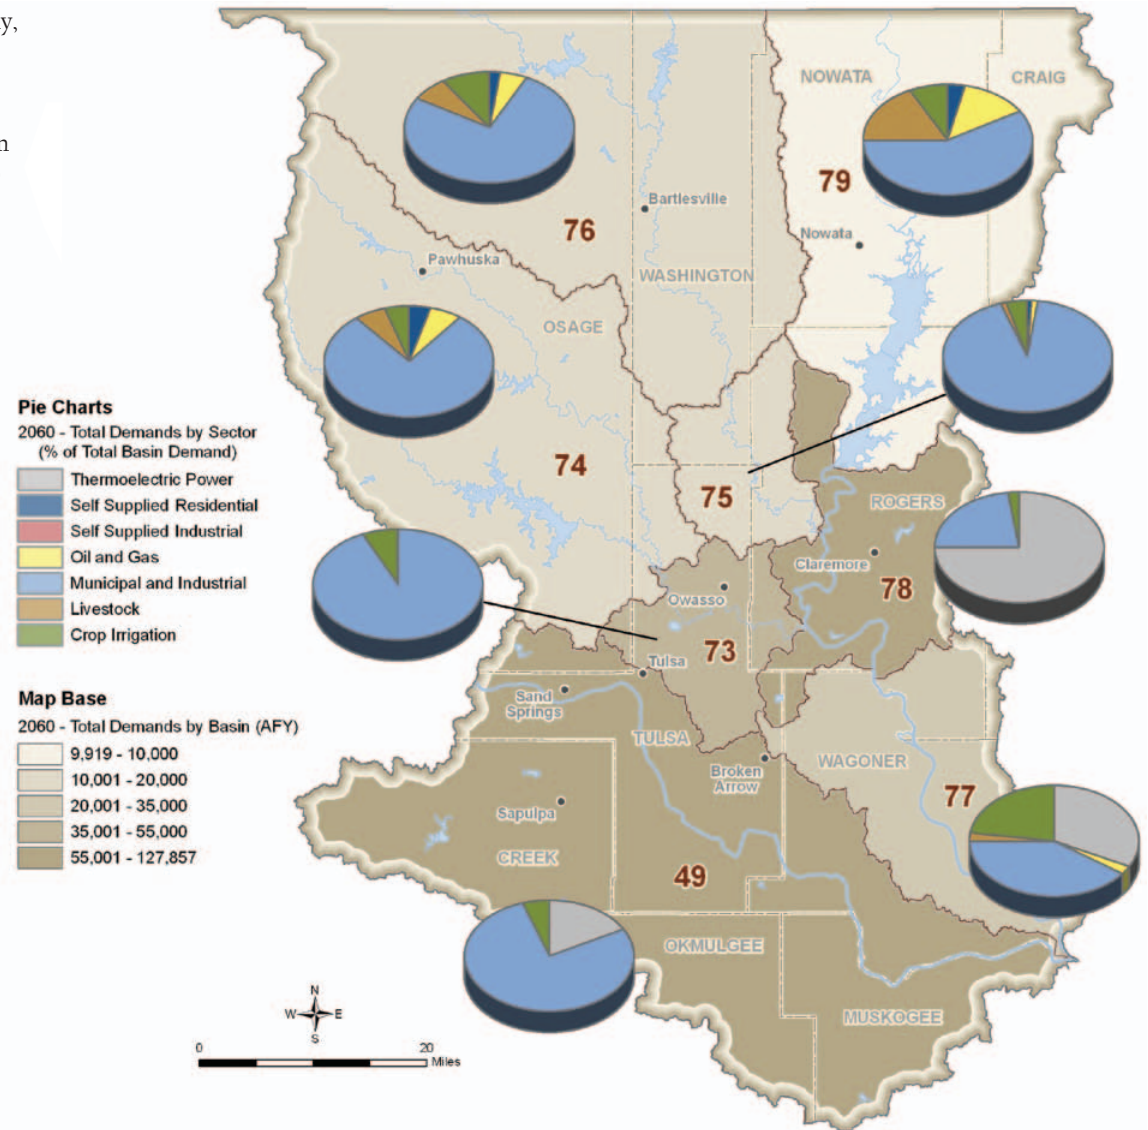 y,
n
NOWATA
CRAIG
79
Bartlesville
76
Nowata
Pawhuska
WASHINGTON
OSAGE
Pie Charts
2060 - Total Demands by Sector
(% of Total Basin Demand)
Thermoelectric Power
Self Supplied Residential
Self Supplied Industrial
Oil and Gas
Municipal and Industrial
Livestock
Crop Irrigation
74
75
ROGERS
Claremore
78
Owasso
73
Tulsa
Sand
Springs
TULSA
Map Base
2060 - Total Demands by Basin (AFY)
9,919 - 10,000
10,001 - 20,000
20,001 - 35,000
35,001 - 55,000
55,001 - 127,857
WAGONER
Broken
Arrow
77
Sapulpa
CREEK
49
OKMULGEE
MUSKOGEE
N
W E
S
0 20
Miles